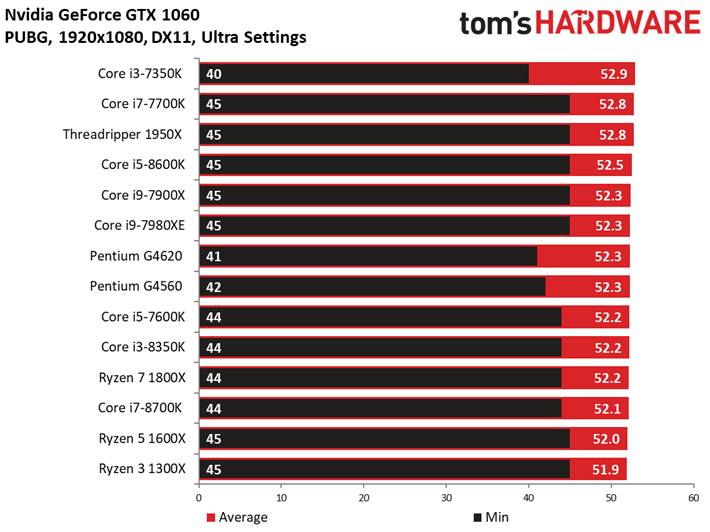 Nvidia GeForce GTX 1060
PUBG, 1920x1080, DX11, Ultra Settings
tom'sHARDWARE
Core i3-7350K 40 52.9
Core i7-7700K 45 52.8
Threadripper 1950X 45 52.8
Core i5-8600K 45 52.5
Core i9-7900X 45 52.3
Core i9-7980XE 45 52.3
Pentium G4620 41 52.3
Pentium G4560 42 52.3
Core i5-7600K 44 52.2
Core i3-8350K 44 52.2
Ryzen 7 1800X 44 52.2
Core i7-8700K 44 52.1
Ryzen 5 1600X 45 52.0
Ryzen 3 1300X 45 51.9
0 10 20 30 40 50 60
Average Min